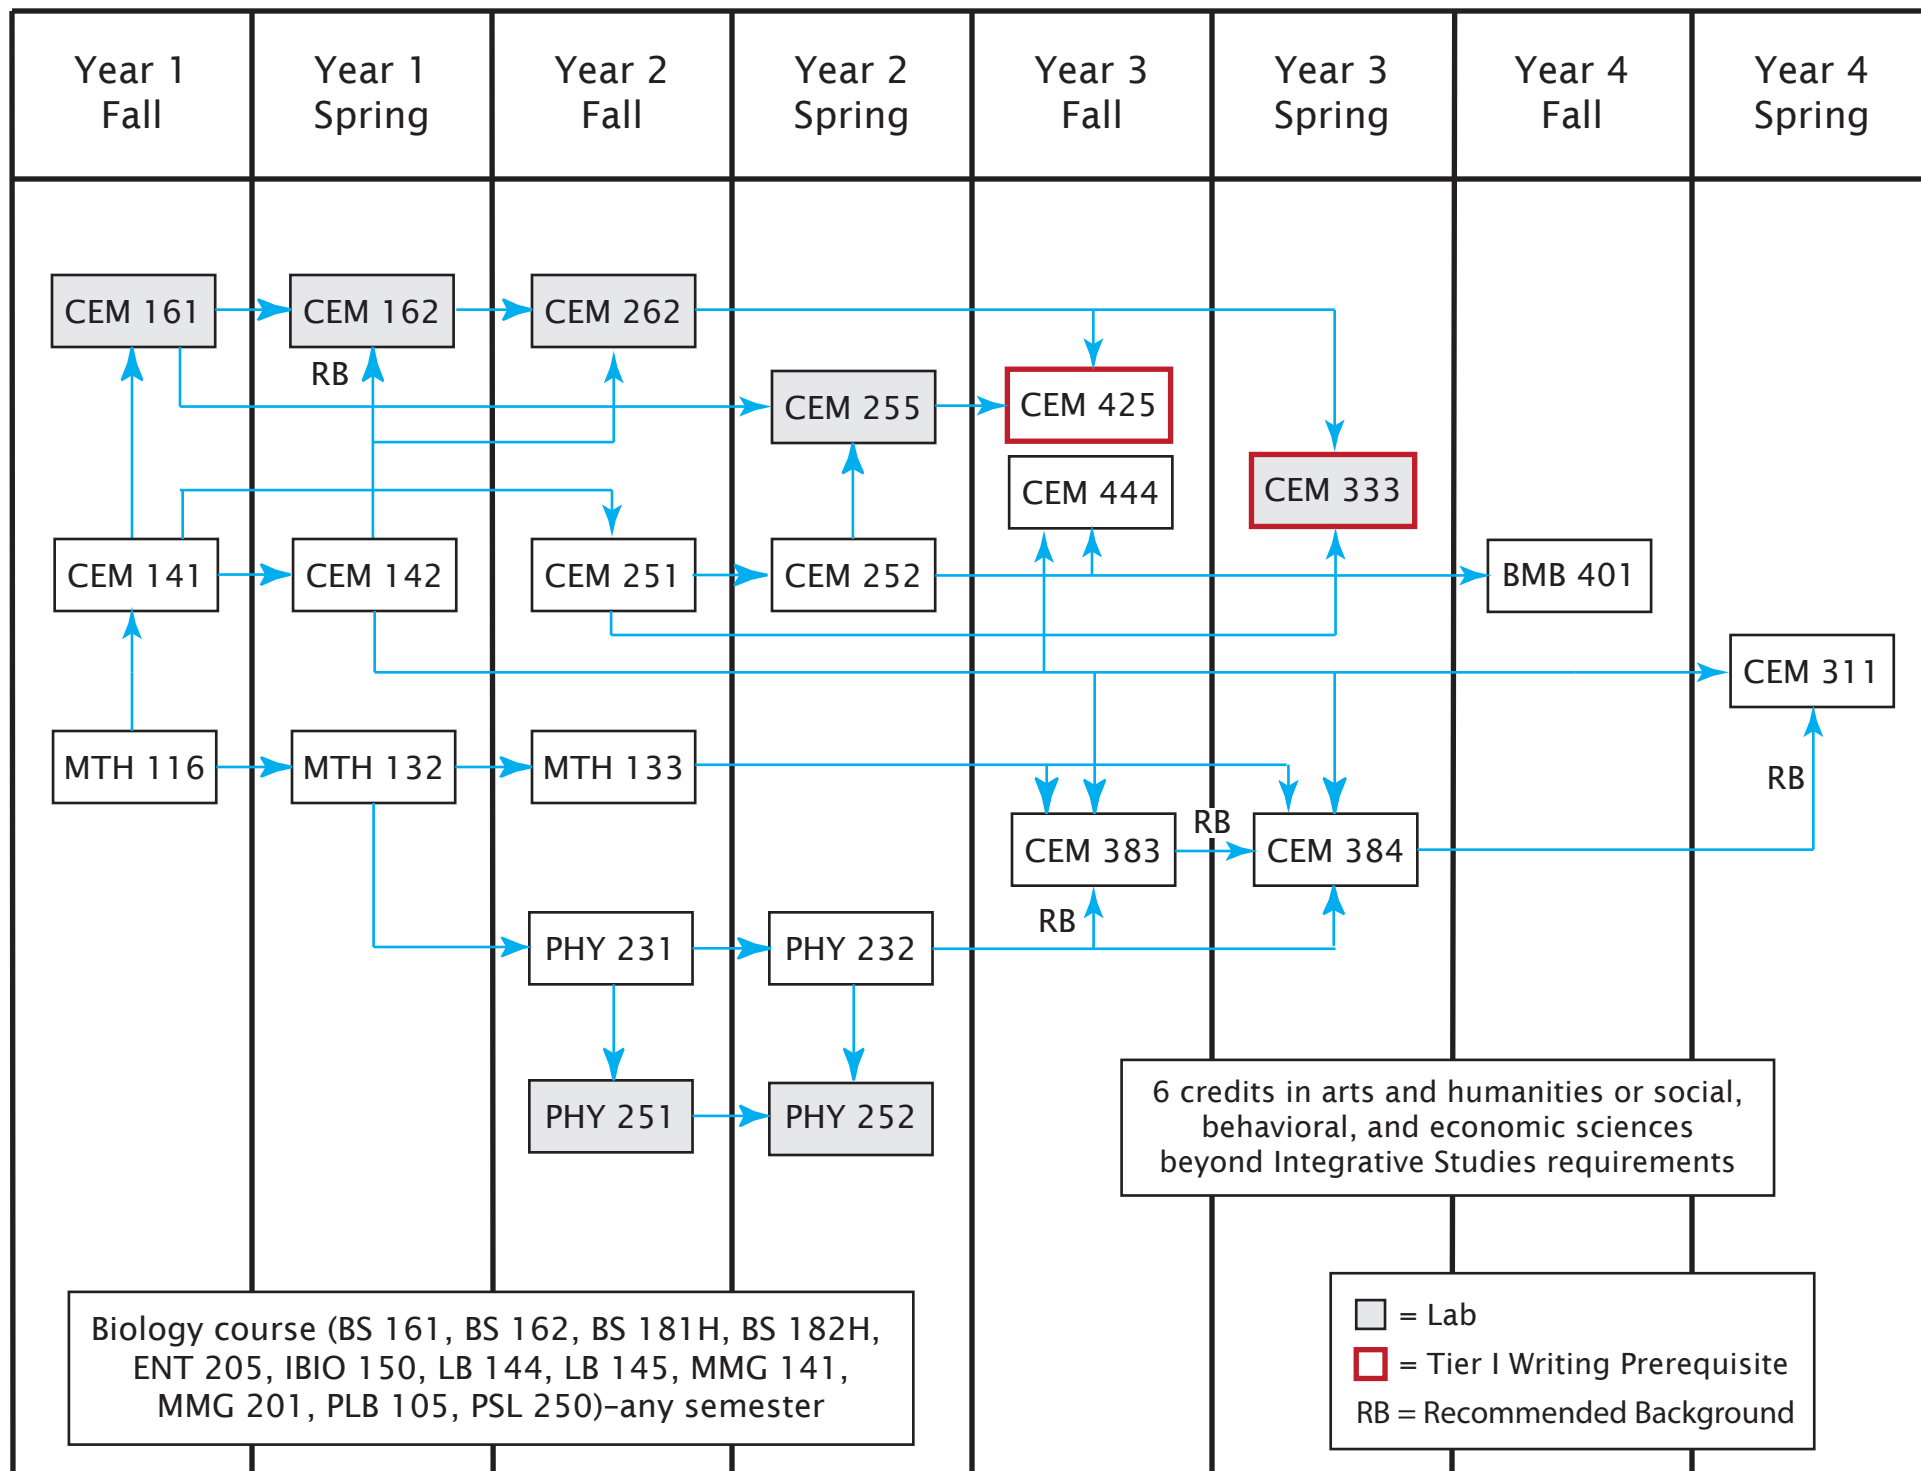 Year 1
Fall
Year 1
Spring
Year 2
Fall
Year 2
Spring
Year 3
Fall
Year 3
Spring
Year 4
Fall
Year 4
Spring
CEM 161
CEM 162
CEM 262
RB
CEM 255
CEM 425
CEM 444
CEM 333
CEM 141
CEM 142
CEM 251
CEM 252
BMB 401
CEM 311
MTH 116
MTH 132
MTH 133
RB
RB
CEM 383
CEM 384
RB
PHY 231
PHY 232
PHY 251
PHY 252
6 credits in arts and humanities or social,
behavioral, and economic sciences
beyond Integrative Studies requirements
Biology course (BS 161, BS 162, BS 181H, BS 182H,
ENT 205, IBIO 150, LB 144, LB 145, MMG 141,
MMG 201, PLB 105, PSL 250)–any semester
= Lab
= Tier I Writing Prerequisite
RB = Recommended Background